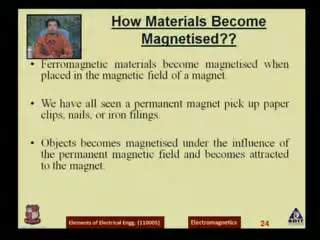 How Materials Become
Magnetised??
• Ferromagnetic materials become magnetised when
placed in the magnetic field of a magnet.
• We have all seen a permanent magnet pick up paper
clips, nails, or iron filings.
• Objects becomes magnetised under the influence of
the permanent magnetic field and becomes attracted
to the magnet.
Elements of Electrical Engg. (110005)
Electromagnetics
24